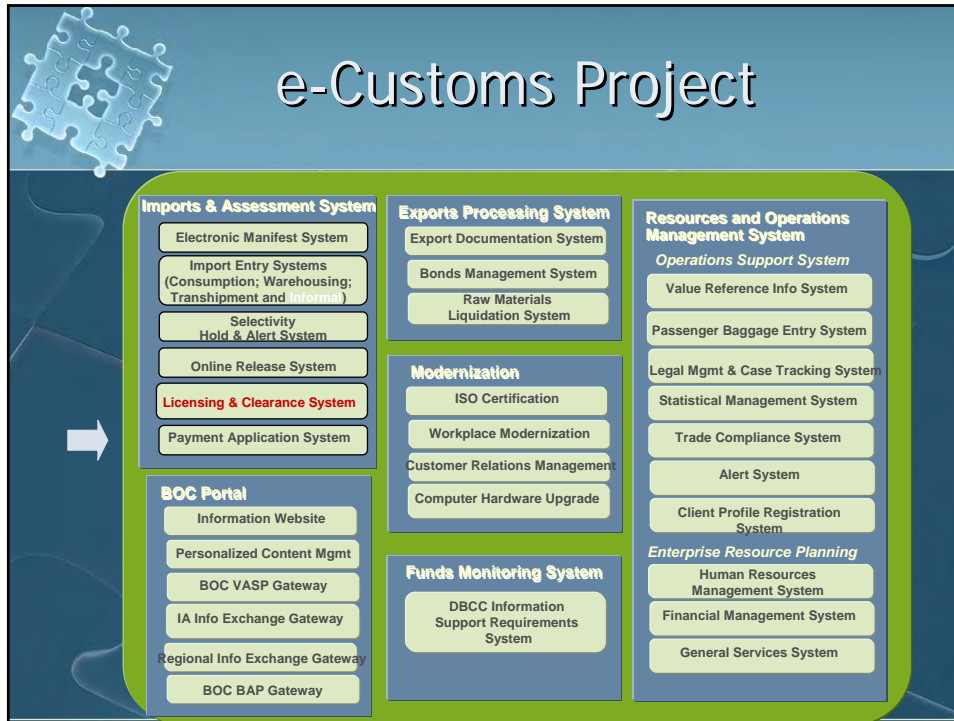 e-Customs Project
Imports & Assessment System
Electronic Manifest System
Import Entry Systems
(Consumption; Warehousing;
Transhipment and Informal)
Selectivity
Hold & Alert System
Online Release System
Licensing & Clearance System
Payment Application System
BOC Portal
Information Website
Personalized Content Mgmt
BOC VASP Gateway
IA Info Exchange Gateway
Regional Info Exchange Gateway
BOC BAP Gateway
Exports Processing System
Export Documentation System
Bonds Management System
Raw Materials
Liquidation System
Modernization
ISO Certification
Workplace Modernization
Customer Relations Management
Computer Hardware Upgrade
Funds Monitoring System
DBCC Information
Support Requirements
System
Resources and Operations
Management System
Operations Support System
Value Reference Info System
Passenger Baggage Entry System
Legal Mgmt & Case Tracking System
Statistical Management System
Trade Compliance System
Alert System
Client Profile Registration
System
Enterprise Resource Planning
Human Resources
Management System
Financial Management System
General Services System